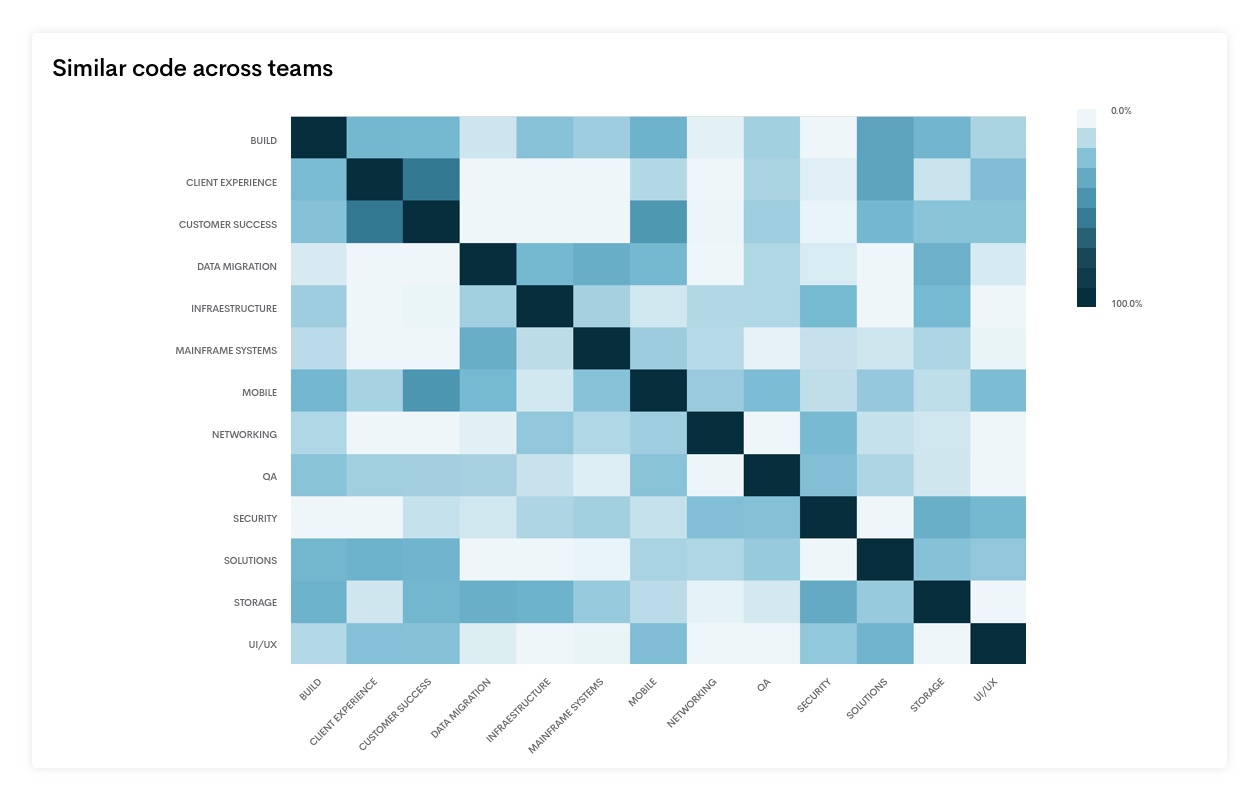 Similar code across teams
0.0%
100.0%
BUILD
CLIENT EXPERIENCE
CUSTOMER SUCCESS
DATA MIGRATION
INFRAESTRUCTURE
MAINFRAME SYSTEMS
MOBILE
NETWORKING
QA
SECURITY
SOLUTIONS
STORAGE
UI/UX
BUILD
CLIENT EXPERIENCE
CUSTOMER SUCCESS
DATA MIGRATION
INFRAESTRUCTURE
MAINFRAME SYSTEMS
MOBILE
NETWORKING
QA
SECURITY
SOLUTIONS
STORAGE
UI/UX